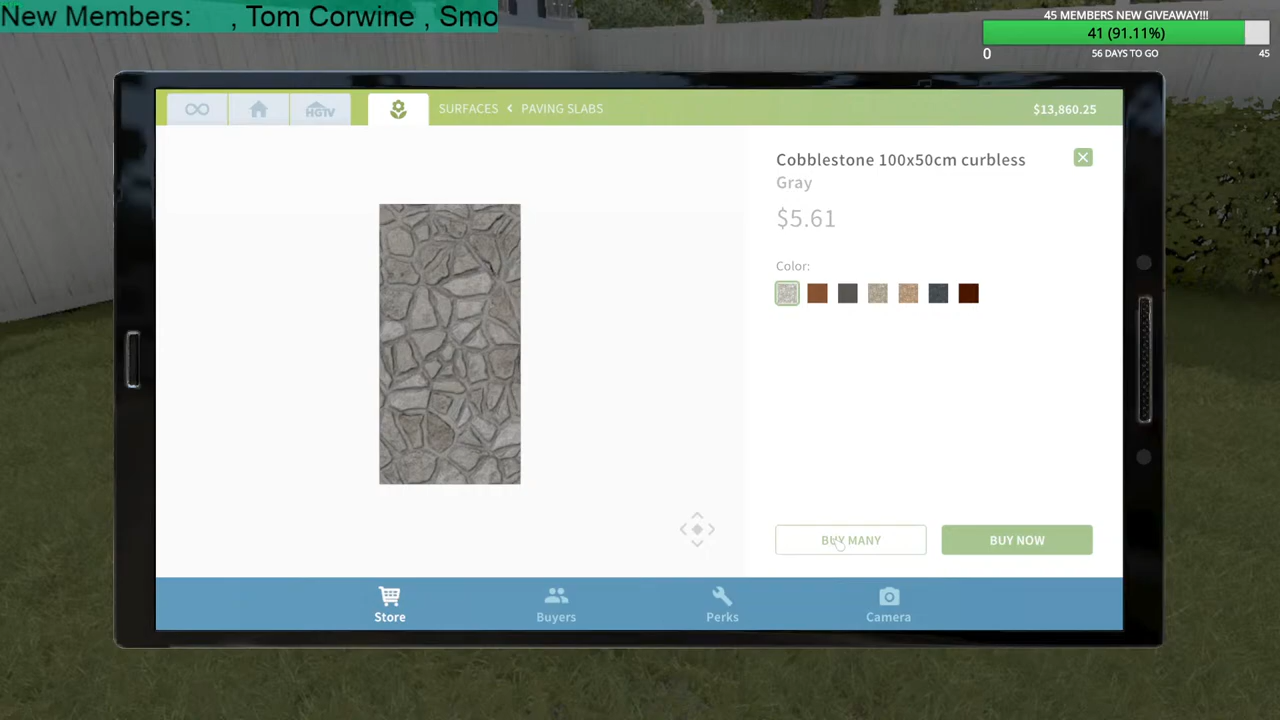 New Members: , Tom Corwine , Smo
45 MEMBERS NEW GIVEAWAY!!!
41 (91.11%)
0
56 DAYS TO GO
45
HGTV
SURFACES < PAVING SLABS
$13,860.25
Cobblestone 100x50cm curbless
Gray
$5.61
Color:
BUY MANY
BUY NOW
Store
Buyers
Perks
Camera